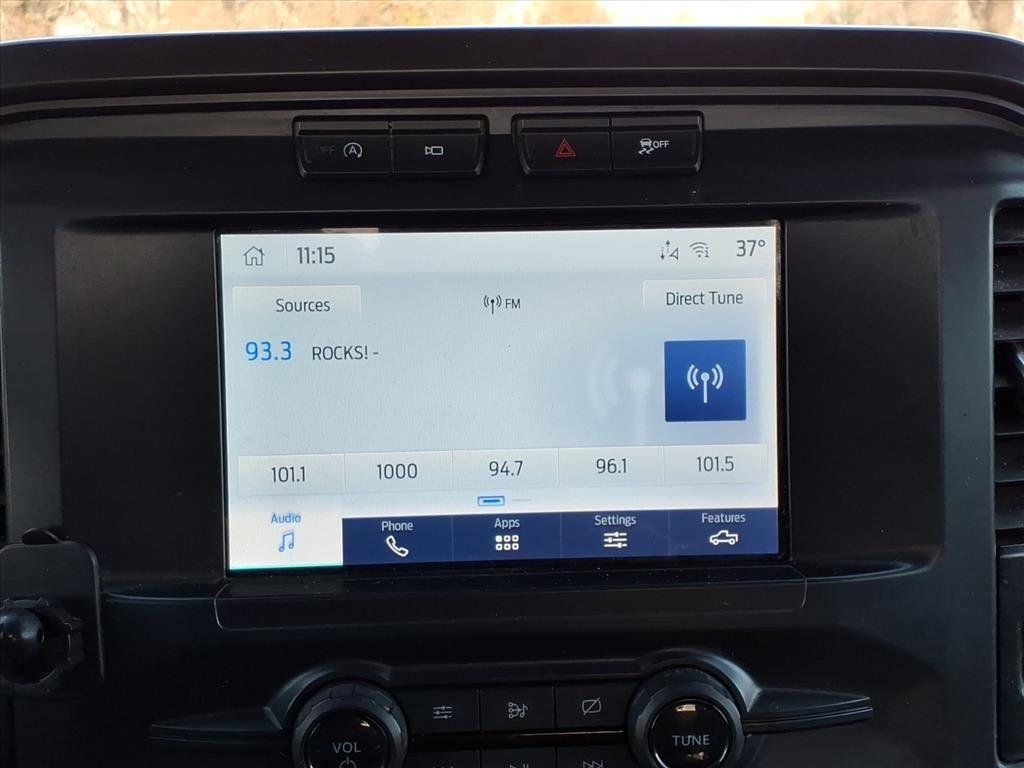 OFF A
OFF
11:15 37°
Sources FM Direct Tune
93.3 ROCKS! -
101.1 1000 94.7 96.1 101.5
Audio Phone Apps Settings Features
VOL TUNE